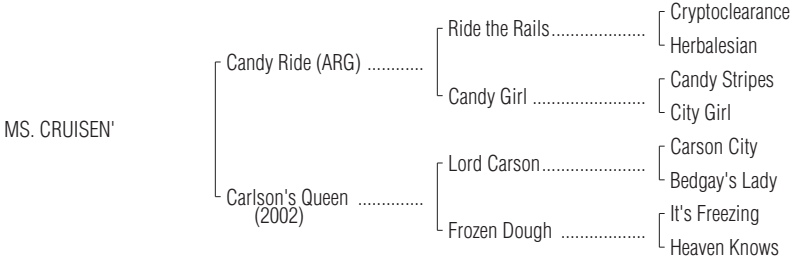 Cryptoclearance
Ride the Rails.....................
Herbalesian
Candy Ride (ARG) ............
Candy Stripes
Candy Girl .........................
City Girl
MS. CRUISEN'
Carson City
Lord Carson.......................
Bedgay's Lady
Carlson's Queen ..............
(2002)
It's Freezing
Frozen Dough ...................
Heaven Knows